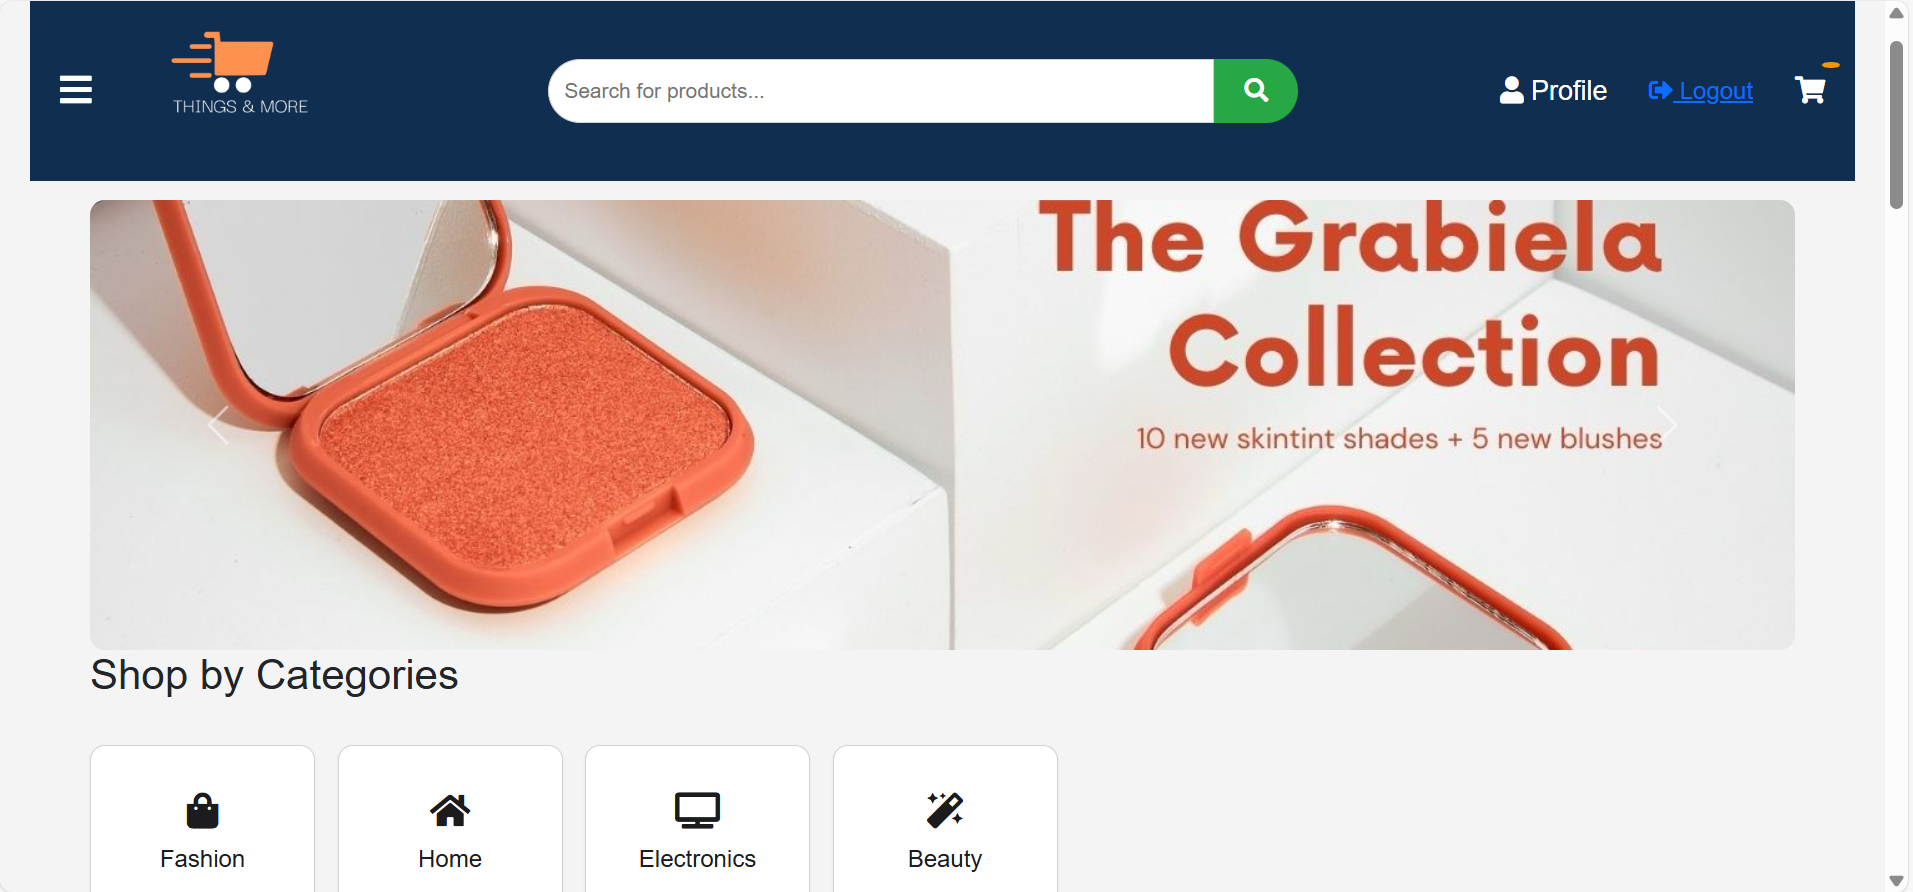 THINGS & MORE
Search for products...
Profile
Logout
The Grabiela
Collection
10 new skintint shades + 5 new blushes
Shop by Categories
Fashion
Home
Electronics
Beauty